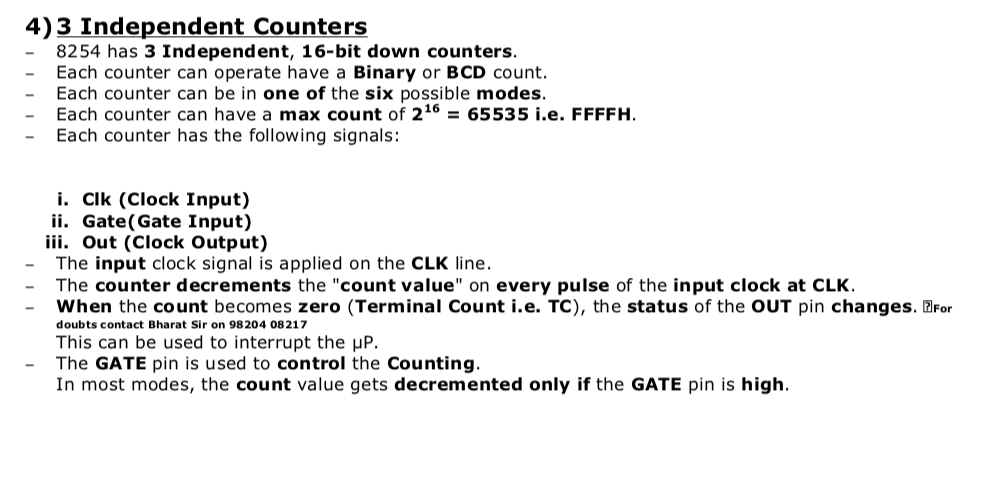 4) 3 Independent Counters
– 8254 has 3 Independent, 16-bit down counters.
– Each counter can operate have a Binary or BCD count.
– Each counter can be in one of the six possible modes.
– Each counter can have a max count of 2¹⁶ = 65535 i.e. FFFFH.
– Each counter has the following signals:
i. Clk (Clock Input)
ii. Gate(Gate Input)
iii. Out (Clock Output)
– The input clock signal is applied on the CLK line.
– The counter decrements the "count value" on every pulse of the input clock at CLK.
– When the count becomes zero (Terminal Count i.e. TC), the status of the OUT pin changes. For
doubts contact Bharat Sir on 98204 08217
This can be used to interrupt the µP.
– The GATE pin is used to control the Counting.
In most modes, the count value gets decremented only if the GATE pin is high.